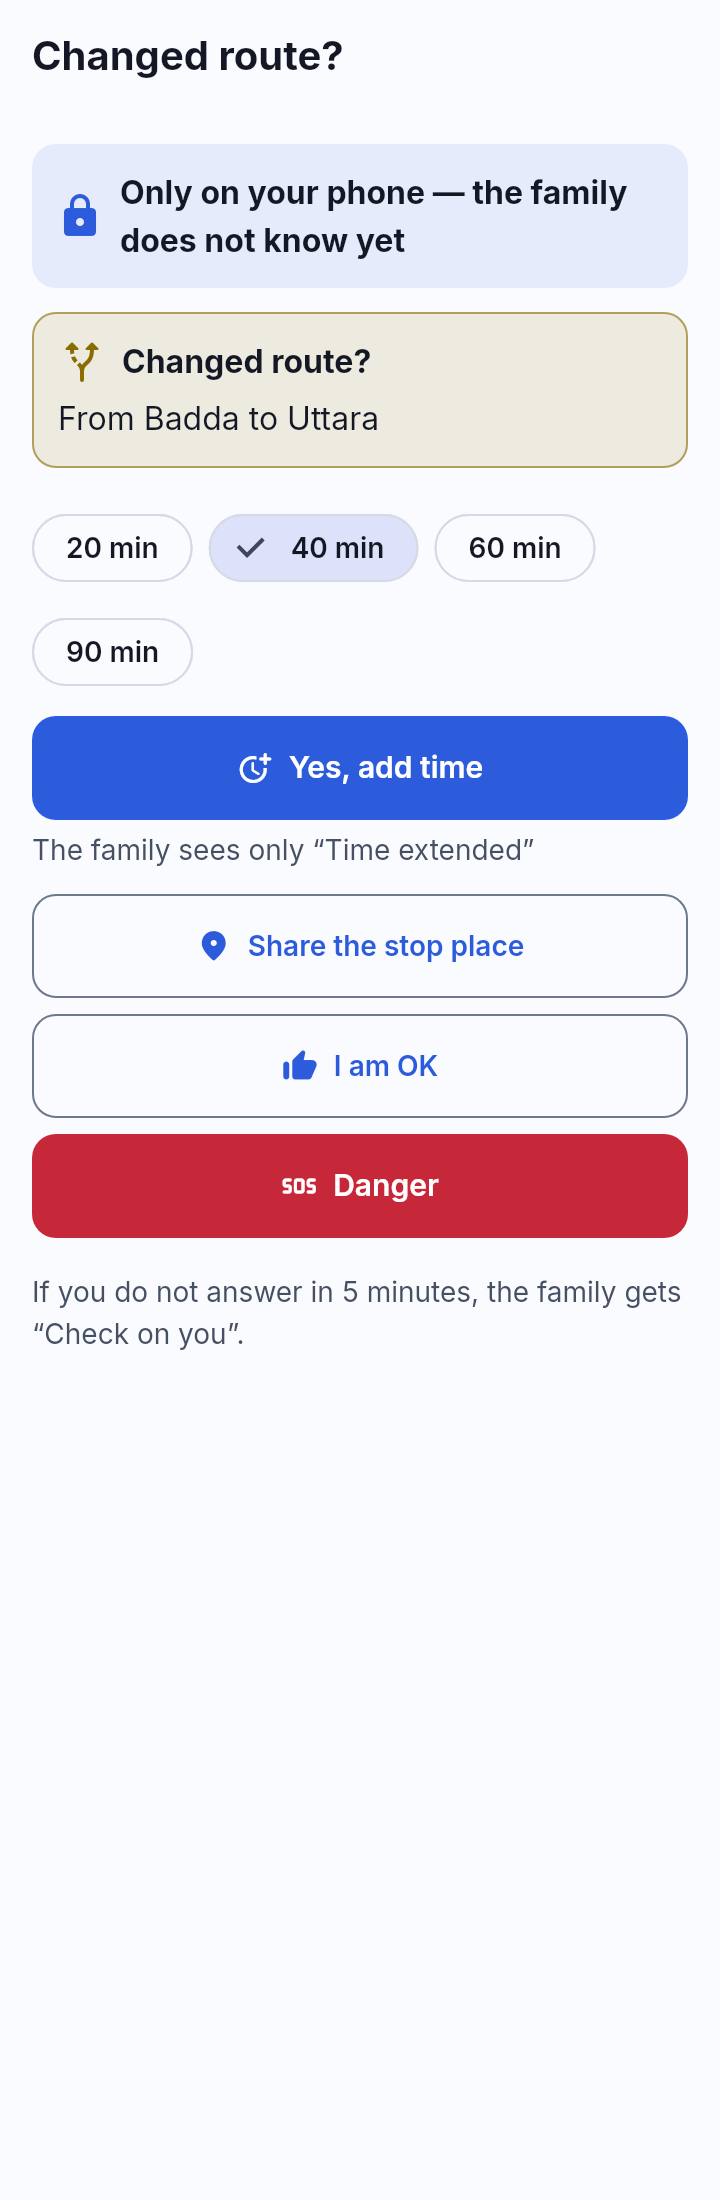 Changed route?
Only on your phone — the family
does not know yet
Changed route?
From Badda to Uttara
20 min
40 min
60 min
90 min
Yes, add time
The family sees only “Time extended”
Share the stop place
I am OK
SOS Danger
If you do not answer in 5 minutes, the family gets
“Check on you”.